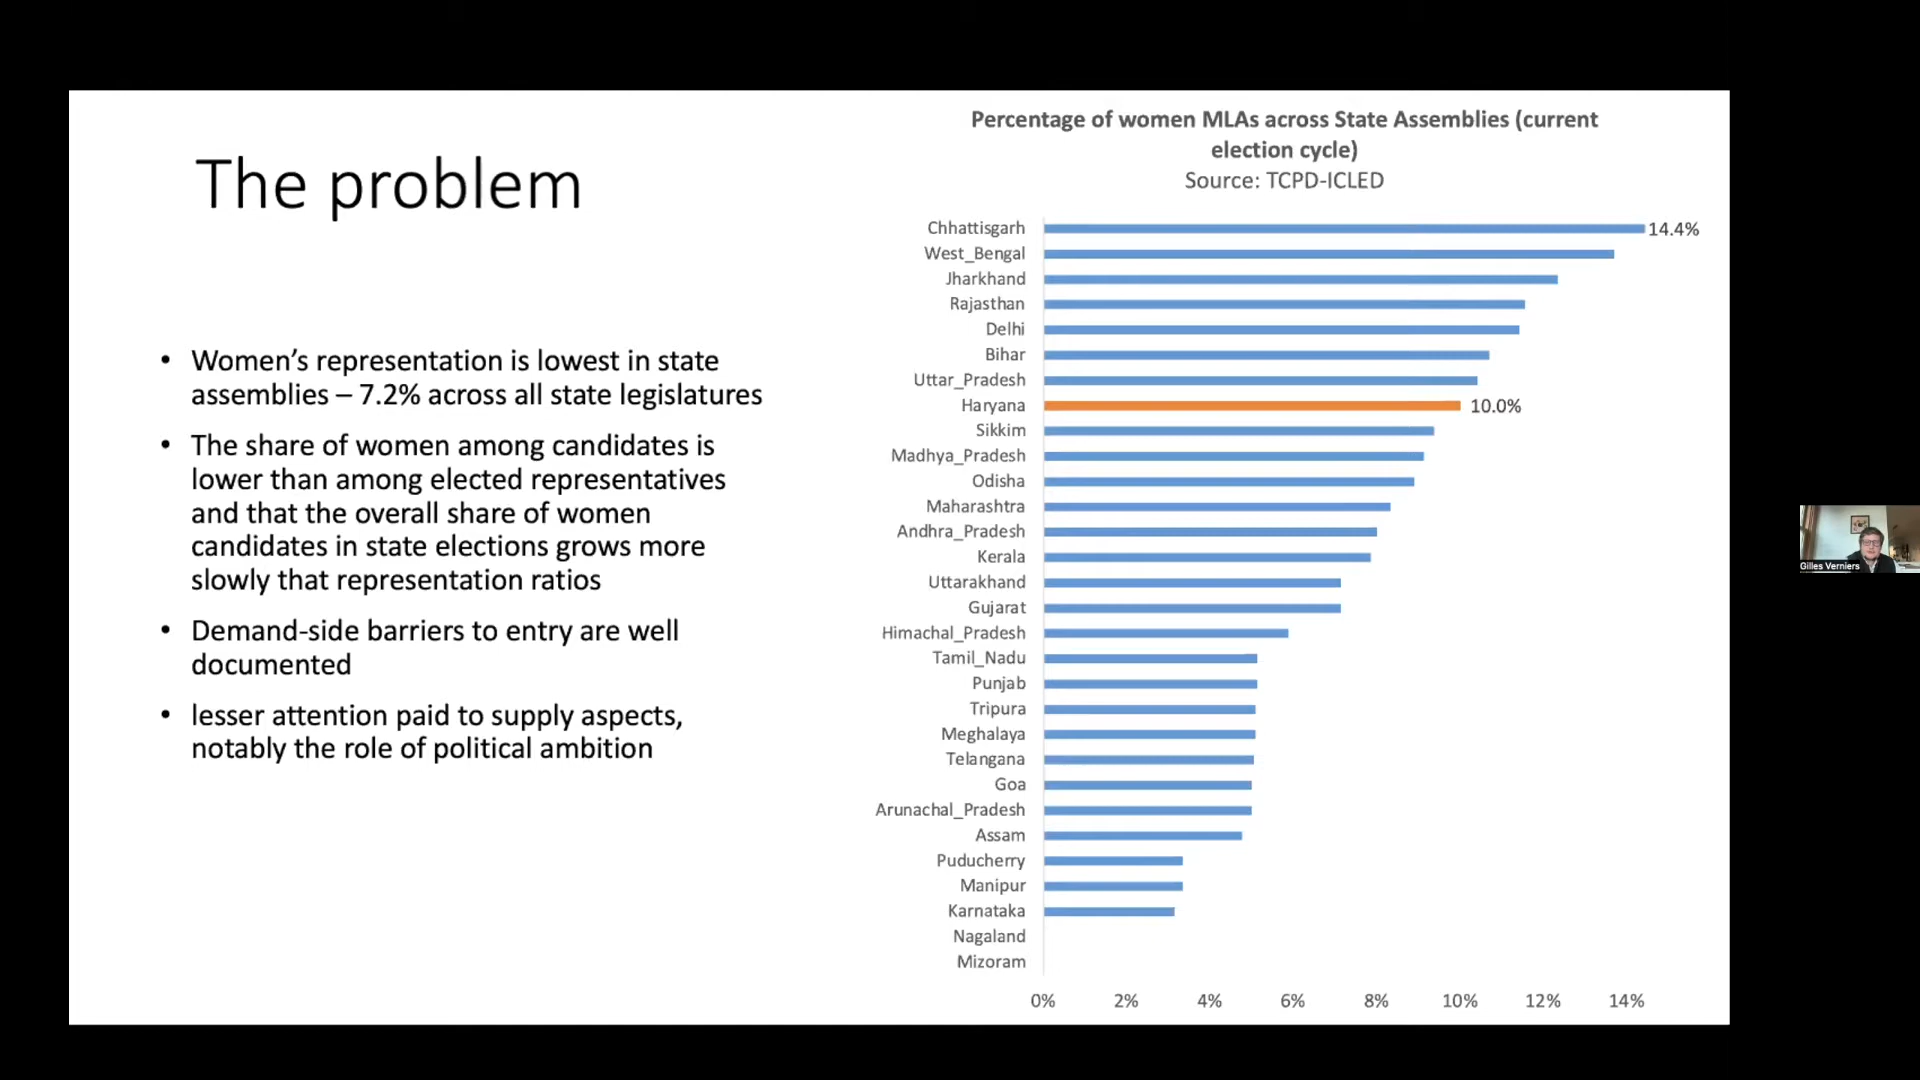 The problem
• Women’s representation is lowest in state
assemblies – 7.2% across all state legislatures
• The share of women among candidates is
lower than among elected representatives
and that the overall share of women
candidates in state elections grows more
slowly that representation ratios
• Demand-side barriers to entry are well
documented
• lesser attention paid to supply aspects,
notably the role of political ambition
Percentage of women MLAs across State Assemblies (current
election cycle)
Source: TCPD-ICLED
Chhattisgarh 14.4%
West_Bengal
Jharkhand
Rajasthan
Delhi
Bihar
Uttar_Pradesh
Haryana 10.0%
Sikkim
Madhya_Pradesh
Odisha
Maharashtra
Andhra_Pradesh
Kerala
Uttarakhand
Gujarat
Himachal_Pradesh
Tamil_Nadu
Punjab
Tripura
Meghalaya
Telangana
Goa
Arunachal_Pradesh
Assam
Puducherry
Manipur
Karnataka
Nagaland
Mizoram
0% 2% 4% 6% 8% 10% 12% 14%
Gilles Verniers